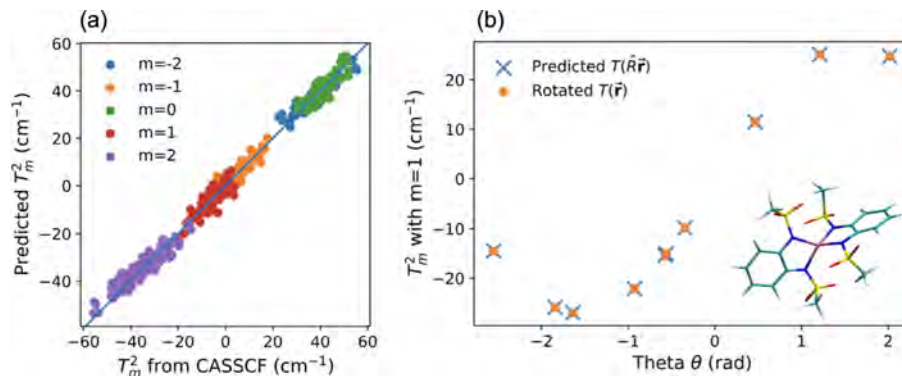 (a)
60
40
20
0
−20
−40
−60 −40 −20 0 20 40 60
Predicted T²ₘ (cm⁻¹)
T²ₘ from CASSCF (cm⁻¹)
m=-2
m=-1
m=0
m=1
m=2
(b)
20
10
0
−10
−20
−2 −1 0 1 2
T²ₘ with m=1 (cm⁻¹)
Theta θ (rad)
Predicted T(R̂r⃗)
Rotated T(r⃗)